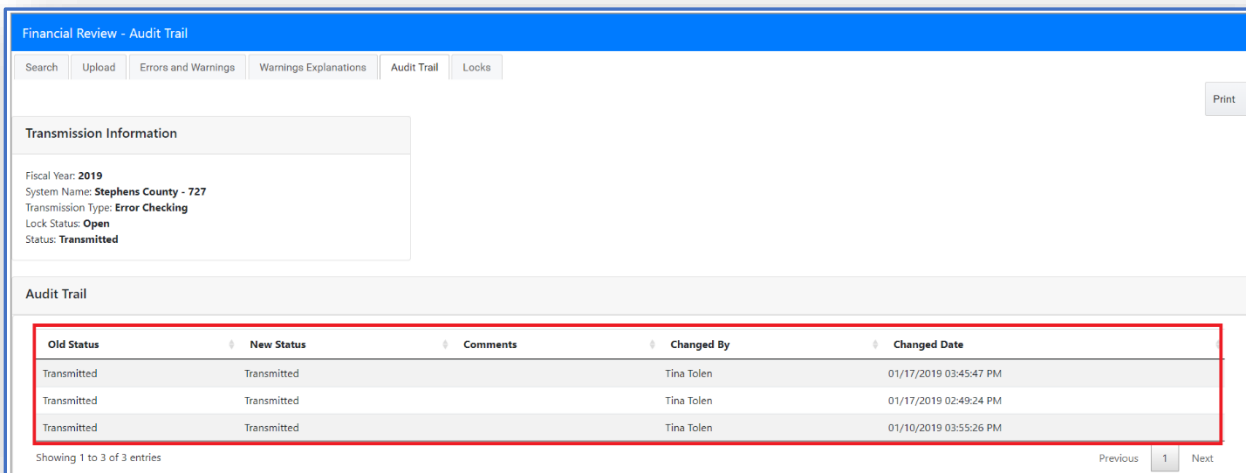 Financial Review - Audit Trail
Search Upload Errors and Warnings Warnings Explanations Audit Trail Locks
Print
Transmission Information
Fiscal Year: 2019
System Name: Stephens County - 727
Transmission Type: Error Checking
Lock Status: Open
Status: Transmitted
Audit Trail
Old Status New Status Comments Changed By Changed Date
Transmitted Transmitted Tina Tolen 01/17/2019 03:45:47 PM
Transmitted Transmitted Tina Tolen 01/17/2019 02:49:24 PM
Transmitted Transmitted Tina Tolen 01/10/2019 03:55:26 PM
Showing 1 to 3 of 3 entries Previous 1 Next